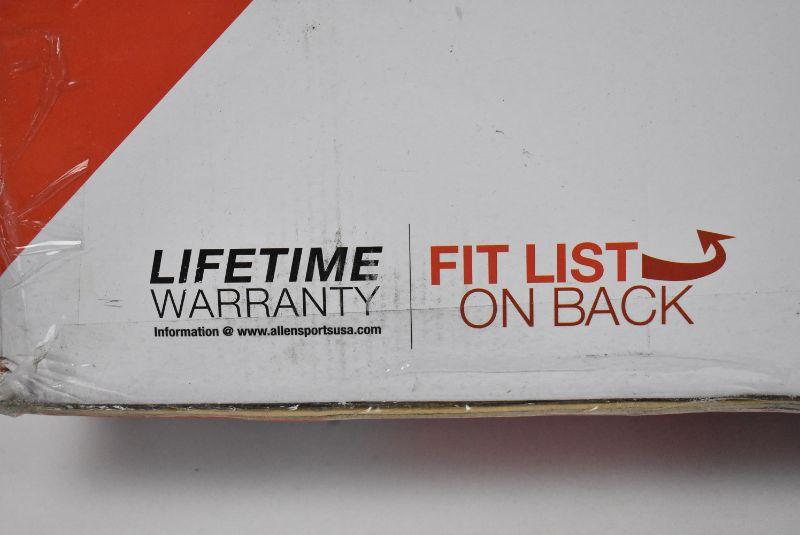 LIFETIME
WARRANTY
Information @ www.allensportsusa.com
FIT LIST
ON BACK